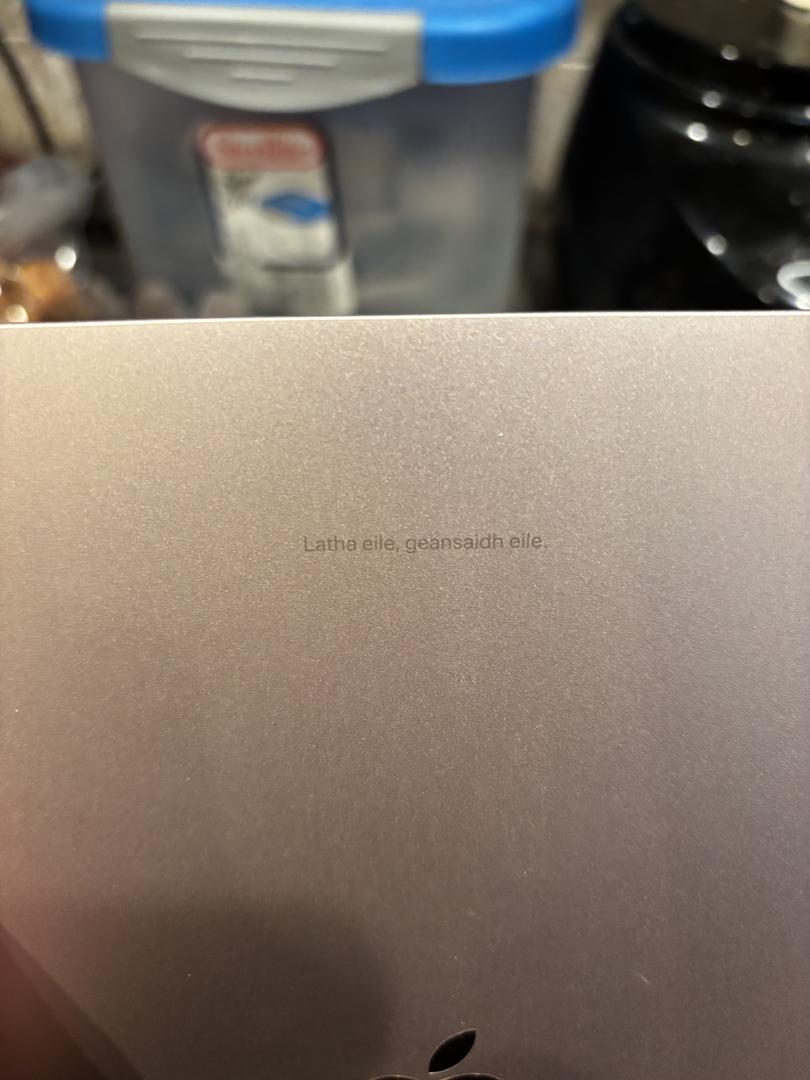 Latha eile, geansaidh eile.